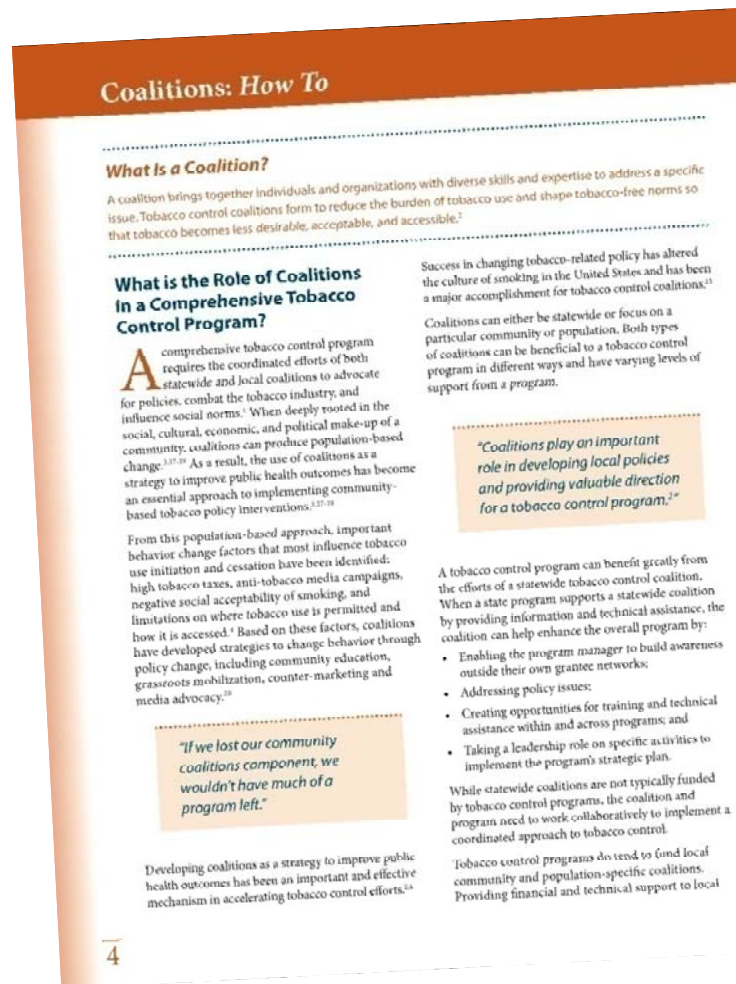 Coalitions: How To
What Is a Coalition?
A coalition brings together individuals and organizations with diverse skills and expertise to address a specific
issue. Tobacco control coalitions form to reduce the burden of tobacco use and shape tobacco-free norms so
that tobacco becomes less desirable, acceptable, and accessible.²
What is the Role of Coalitions
in a Comprehensive Tobacco
Control Program?
A comprehensive tobacco control program
requires the coordinated efforts of both
statewide and local coalitions to advocate
for policies, combat the tobacco industry, and
influence social norms. When deeply rooted in the
social, cultural, economic, and political make-up of a
community, coalitions can produce population-based
change. As a result, the use of coalitions as a
strategy to improve public health outcomes has become
an essential approach to implementing community-
based tobacco policy interventions.
From this population-based approach, important
behavior change factors that most influence tobacco
use initiation and cessation have been identified:
high tobacco taxes, anti-tobacco media campaigns,
negative social acceptability of smoking, and
limitations on where tobacco use is permitted and
how it is accessed. Based on these factors, coalitions
have developed strategies to change behavior through
policy change, including community education,
grassroots mobilization, counter-marketing and
media advocacy.
"If we lost our community
coalitions component, we
wouldn't have much of a
program left."
Developing coalitions as a strategy to improve public
health outcomes has been an important and effective
mechanism in accelerating tobacco control efforts.
Success in changing tobacco-related policy has altered
the culture of smoking in the United States and has been
a major accomplishment for tobacco control coalitions.
Coalitions can either be statewide or focus on a
particular community or population. Both types
of coalitions can be beneficial to a tobacco control
program in different ways and have varying levels of
support from a program.
"Coalitions play an important
role in developing local policies
and providing valuable direction
for a tobacco control program.²"
A tobacco control program can benefit greatly from
the efforts of a statewide tobacco control coalition.
When a state program supports a statewide coalition
by providing information and technical assistance, the
coalition can help enhance the overall program by:
• Enabling the program manager to build awareness
outside their own grantee networks;
• Addressing policy issues;
• Creating opportunities for training and technical
assistance within and across programs; and
• Taking a leadership role on specific activities to
implement the program's strategic plan.
While statewide coalitions are not typically funded
by tobacco control programs, the coalition and
program need to work collaboratively to implement a
coordinated approach to tobacco control.
Tobacco control programs do tend to fund local
community and population-specific coalitions.
Providing financial and technical support to local
4